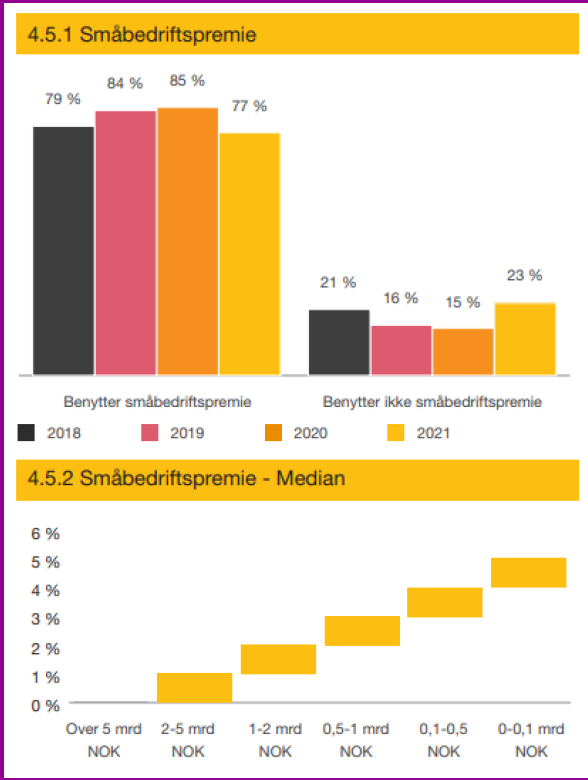 4.5.1 Småbedriftspremie
79 % 84 % 85 % 77 %
21 % 16 % 15 % 23 %
Benytter småbedriftspremie Benytter ikke småbedriftspremie
2018 2019 2020 2021
4.5.2 Småbedriftspremie - Median
6 %
5 %
4 %
3 %
2 %
1 %
0 %
Over 5 mrd 2-5 mrd 1-2 mrd 0,5-1 mrd 0,1-0,5 0-0,1 mrd
NOK NOK NOK NOK NOK NOK